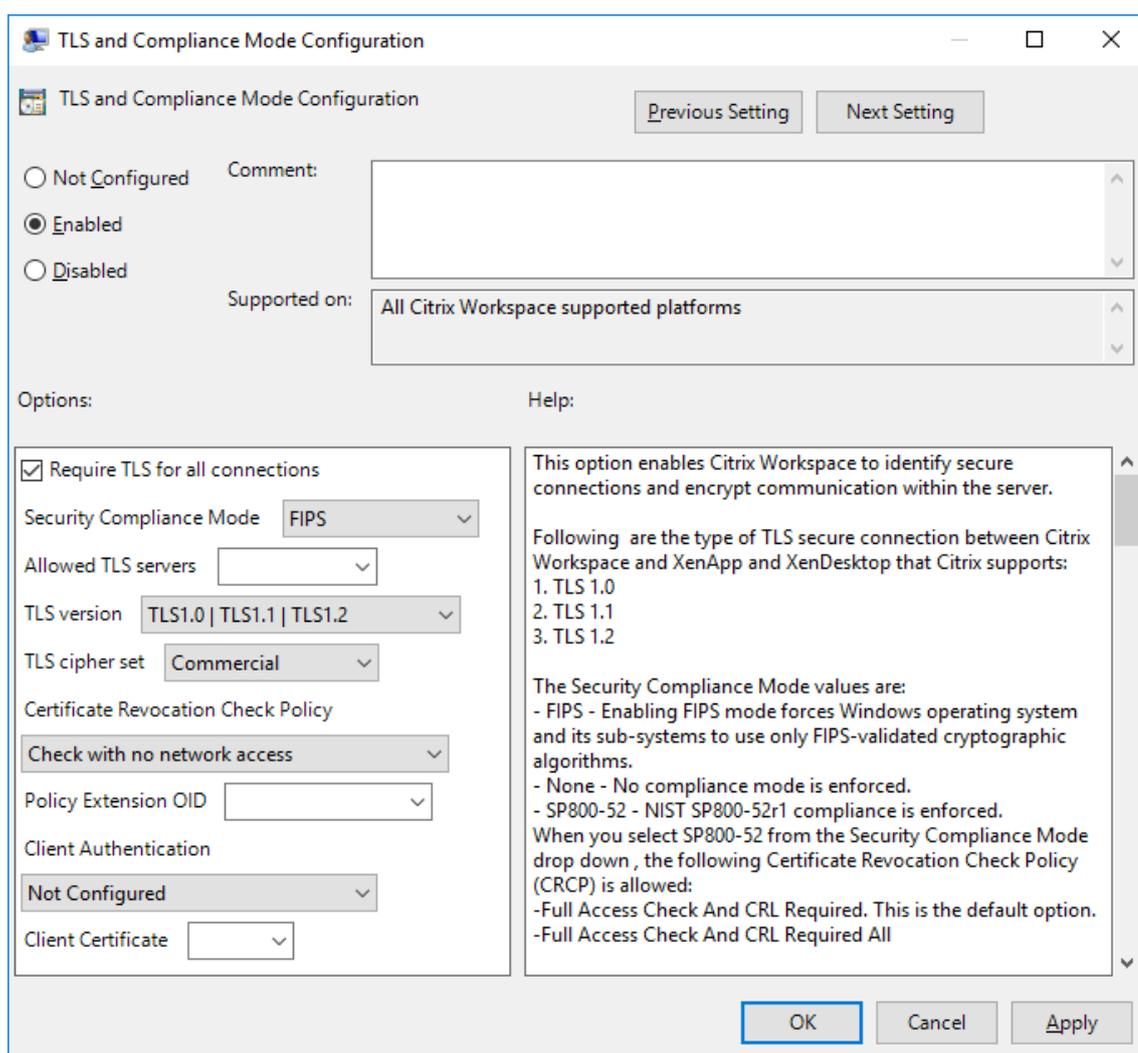 TLS and Compliance Mode Configuration
TLS and Compliance Mode Configuration
Previous Setting
Next Setting
Not Configured
Comment:
Enabled
Disabled
Supported on:
All Citrix Workspace supported platforms
Options:
Help:
Require TLS for all connections
Security Compliance Mode FIPS
Allowed TLS servers
TLS version TLS1.0 | TLS1.1 | TLS1.2
TLS cipher set Commercial
Certificate Revocation Check Policy
Check with no network access
Policy Extension OID
Client Authentication
Not Configured
Client Certificate
This option enables Citrix Workspace to identify secure
connections and encrypt communication within the server.
Following  are the type of TLS secure connection between Citrix
Workspace and XenApp and XenDesktop that Citrix supports:
1. TLS 1.0
2. TLS 1.1
3. TLS 1.2
The Security Compliance Mode values are:
- FIPS - Enabling FIPS mode forces Windows operating system
and its sub-systems to use only FIPS-validated cryptographic
algorithms.
- None - No compliance mode is enforced.
- SP800-52 - NIST SP800-52r1 compliance is enforced.
When you select SP800-52 from the Security Compliance Mode
drop down , the following Certificate Revocation Check Policy
(CRCP) is allowed:
-Full Access Check And CRL Required. This is the default option.
-Full Access Check And CRL Required All
OK
Cancel
Apply